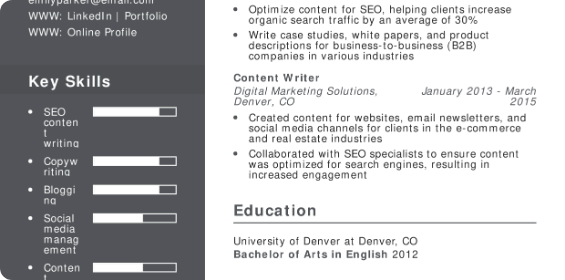 emilyparker@email.com
WWW: LinkedIn | Portfolio
WWW: Online Profile
Key Skills
• SEO
conten
t
writing
• Copyw
riting
• Bloggi
ng
• Social
media
manag
ement
• Conten
t
• Optimize content for SEO, helping clients increase
organic search traffic by an average of 30%
• Write case studies, white papers, and product
descriptions for business-to-business (B2B)
companies in various industries
Content Writer
Digital Marketing Solutions, January 2013 - March
Denver, CO 2015
• Created content for websites, email newsletters, and
social media channels for clients in the e-commerce
and real estate industries
• Collaborated with SEO specialists to ensure content
was optimized for search engines, resulting in
increased engagement
Education
University of Denver at Denver, CO
Bachelor of Arts in English 2012